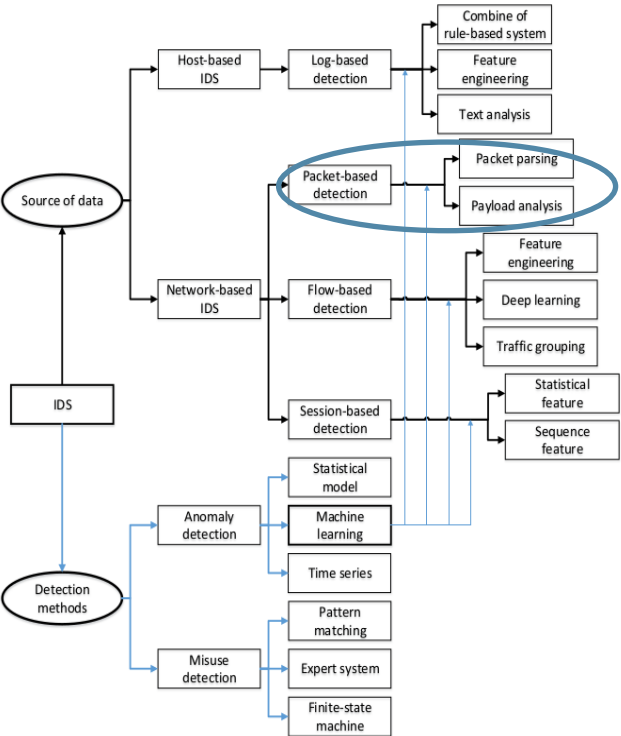 Combine of
rule-based system
Host-based
IDS
Log-based
detection
Feature
engineering
Text analysis
Packet parsing
Packet-based
detection
Source of data
Payload analysis
Feature
engineering
Network-based
IDS
Flow-based
detection
Deep learning
Traffic grouping
IDS
Statistical
feature
Session-based
detection
Sequence
feature
Statistical
model
Anomaly
detection
Machine
learning
Time series
Detection
methods
Pattern
matching
Misuse
detection
Expert system
Finite-state
machine